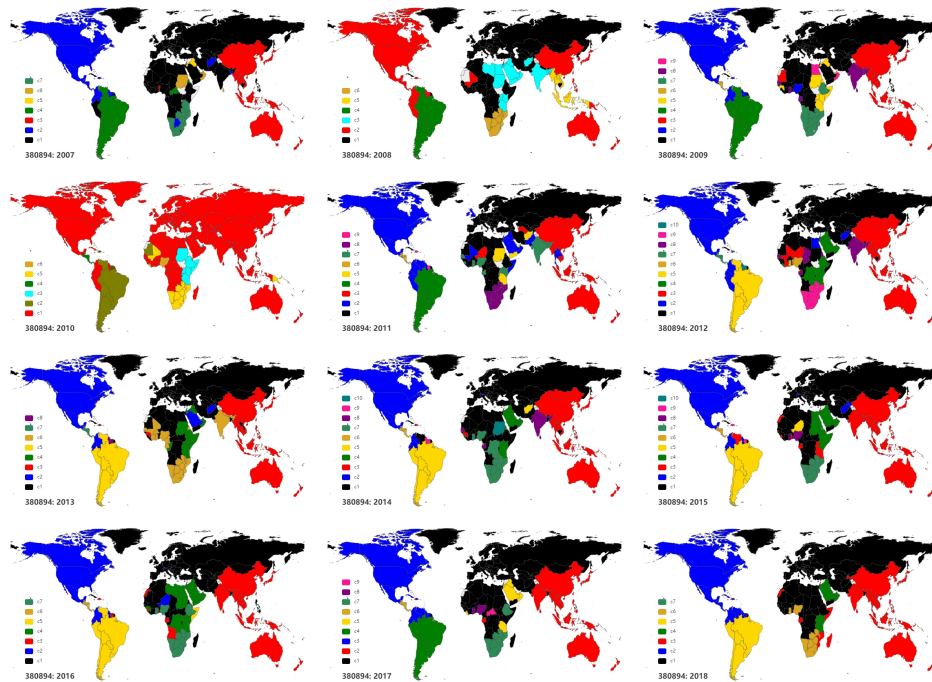 c7
c6
c5
c4
c3
c2
c1
380894: 2007
c6
c5
c4
c3
c2
c1
380894: 2008
c9
c8
c7
c6
c5
c4
c3
c2
c1
380894: 2009
c6
c5
c4
c3
c2
c1
380894: 2010
c9
c8
c7
c6
c5
c4
c3
c2
c1
380894: 2011
c10
c9
c8
c7
c6
c5
c4
c3
c2
c1
380894: 2012
c8
c7
c6
c5
c4
c3
c2
c1
380894: 2013
c10
c9
c8
c7
c6
c5
c4
c3
c2
c1
380894: 2014
c10
c9
c8
c7
c6
c5
c4
c3
c2
c1
380894: 2015
c7
c6
c5
c4
c3
c2
c1
380894: 2016
c9
c8
c7
c6
c5
c4
c3
c2
c1
380894: 2017
c7
c6
c5
c4
c3
c2
c1
380894: 2018